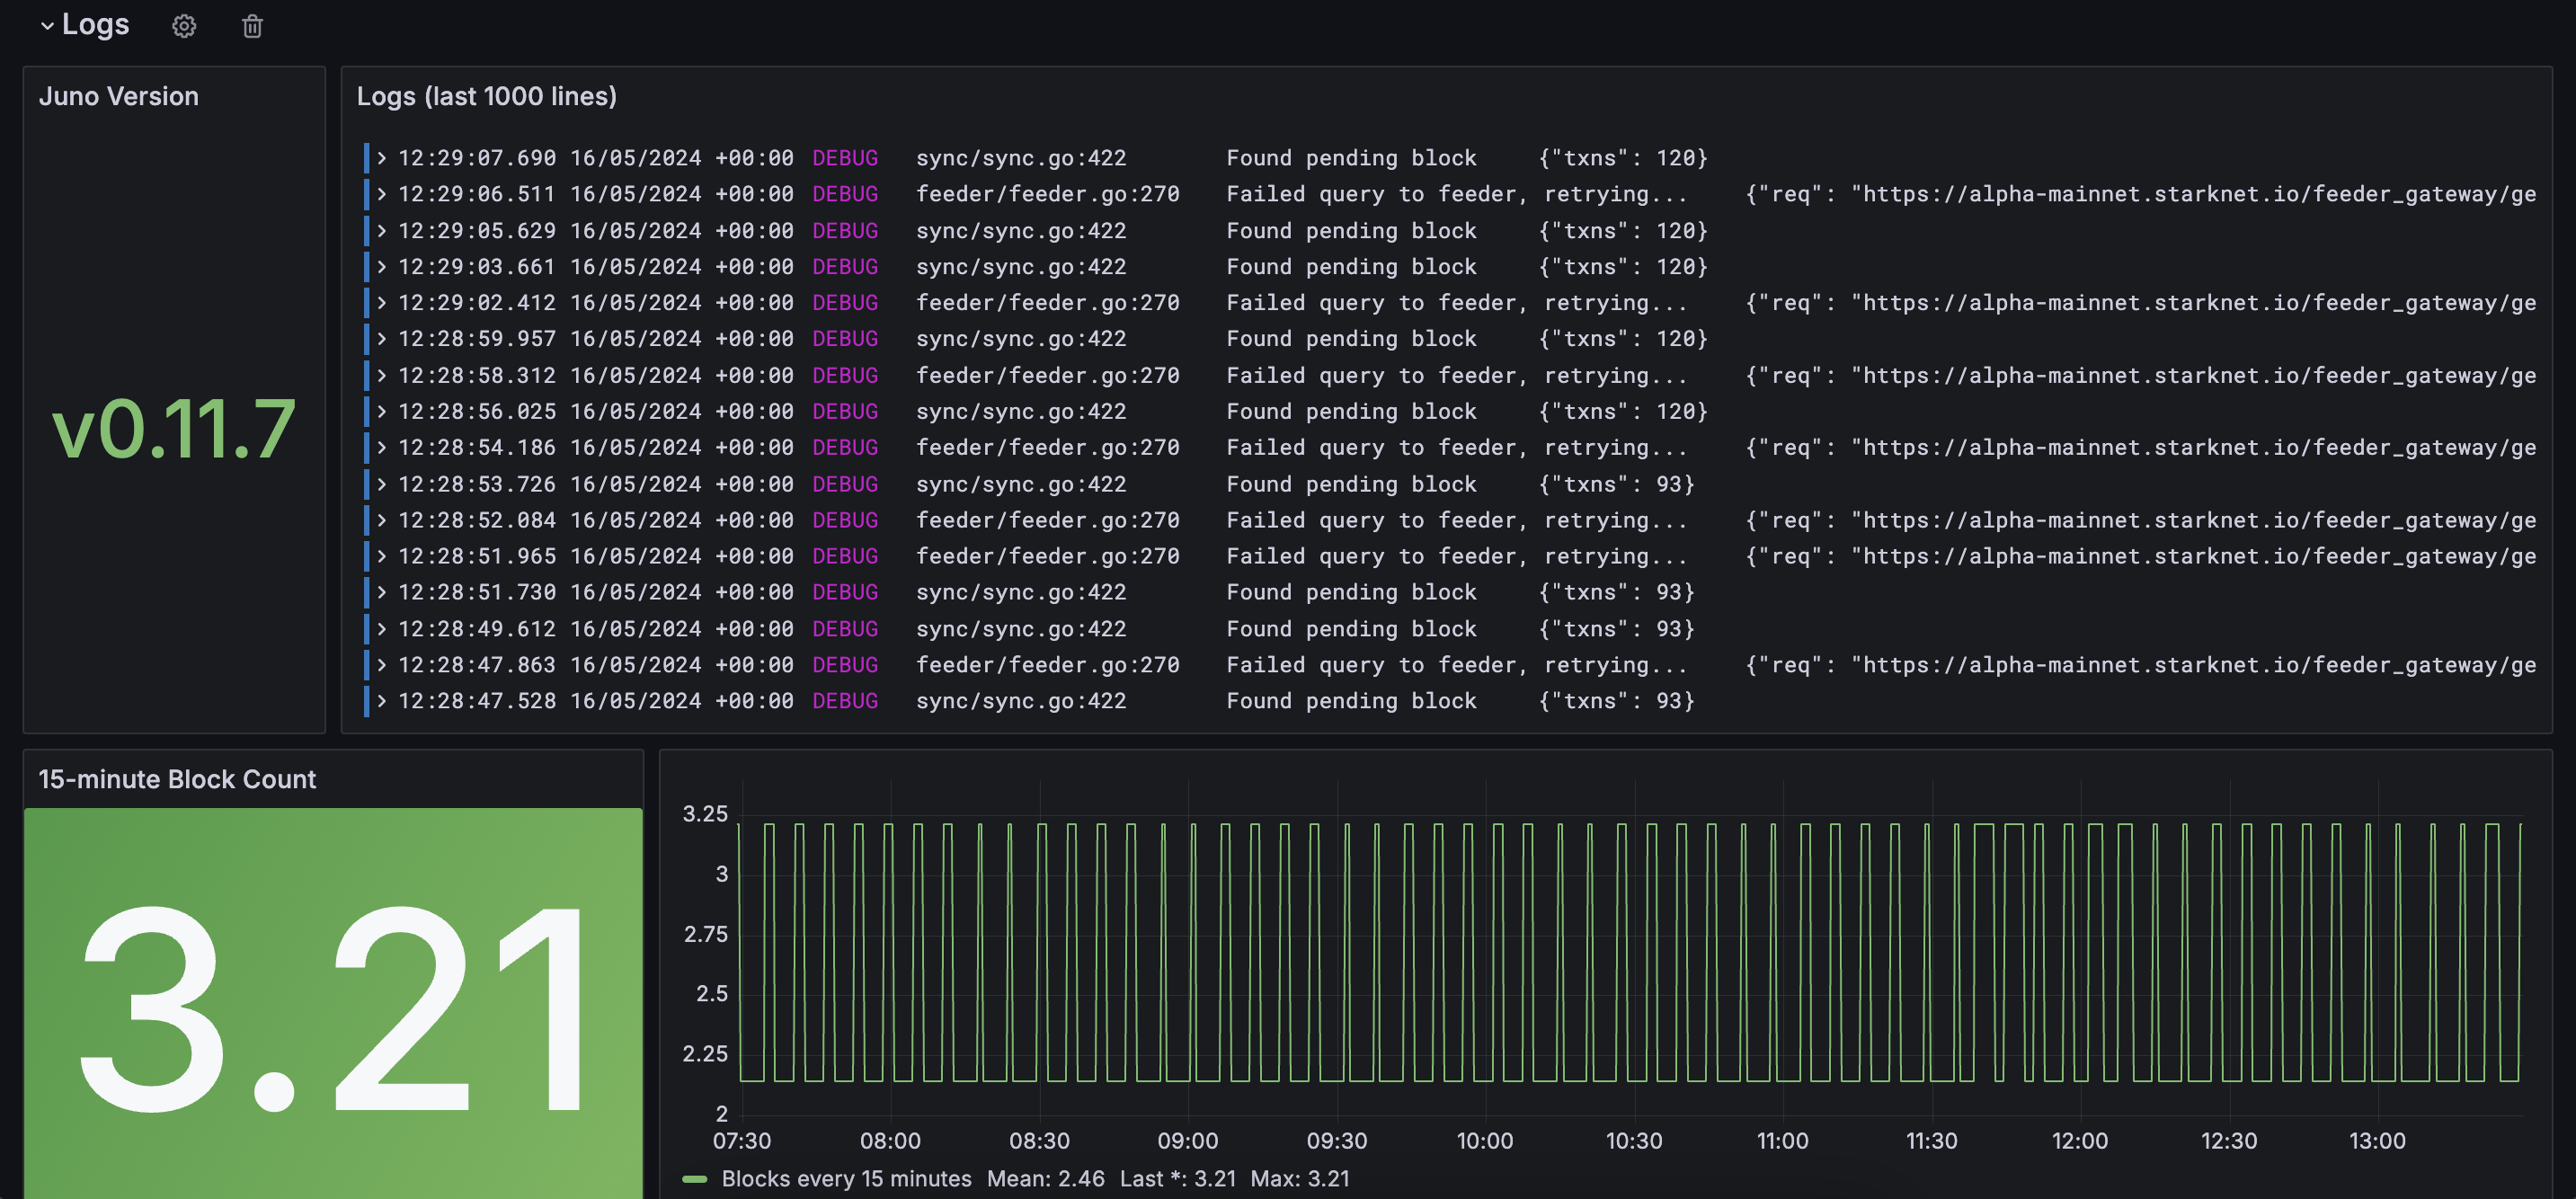 Logs
Juno Version
v0.11.7
Logs (last 1000 lines)
12:29:07.690 16/05/2024 +00:00 DEBUG sync/sync.go:422 Found pending block {"txns": 120}
12:29:06.511 16/05/2024 +00:00 DEBUG feeder/feeder.go:270 Failed query to feeder, retrying... {"req": "https://alpha-mainnet.starknet.io/feeder_gateway/ge
12:29:05.629 16/05/2024 +00:00 DEBUG sync/sync.go:422 Found pending block {"txns": 120}
12:29:03.661 16/05/2024 +00:00 DEBUG sync/sync.go:422 Found pending block {"txns": 120}
12:29:02.412 16/05/2024 +00:00 DEBUG feeder/feeder.go:270 Failed query to feeder, retrying... {"req": "https://alpha-mainnet.starknet.io/feeder_gateway/ge
12:28:59.957 16/05/2024 +00:00 DEBUG sync/sync.go:422 Found pending block {"txns": 120}
12:28:58.312 16/05/2024 +00:00 DEBUG feeder/feeder.go:270 Failed query to feeder, retrying... {"req": "https://alpha-mainnet.starknet.io/feeder_gateway/ge
12:28:56.025 16/05/2024 +00:00 DEBUG sync/sync.go:422 Found pending block {"txns": 120}
12:28:54.186 16/05/2024 +00:00 DEBUG feeder/feeder.go:270 Failed query to feeder, retrying... {"req": "https://alpha-mainnet.starknet.io/feeder_gateway/ge
12:28:53.726 16/05/2024 +00:00 DEBUG sync/sync.go:422 Found pending block {"txns": 93}
12:28:52.084 16/05/2024 +00:00 DEBUG feeder/feeder.go:270 Failed query to feeder, retrying... {"req": "https://alpha-mainnet.starknet.io/feeder_gateway/ge
12:28:51.965 16/05/2024 +00:00 DEBUG feeder/feeder.go:270 Failed query to feeder, retrying... {"req": "https://alpha-mainnet.starknet.io/feeder_gateway/ge
12:28:51.730 16/05/2024 +00:00 DEBUG sync/sync.go:422 Found pending block {"txns": 93}
12:28:49.612 16/05/2024 +00:00 DEBUG sync/sync.go:422 Found pending block {"txns": 93}
12:28:47.863 16/05/2024 +00:00 DEBUG feeder/feeder.go:270 Failed query to feeder, retrying... {"req": "https://alpha-mainnet.starknet.io/feeder_gateway/ge
12:28:47.528 16/05/2024 +00:00 DEBUG sync/sync.go:422 Found pending block {"txns": 93}
15-minute Block Count
3.21
3.25
3
2.75
2.5
2.25
2
07:30 08:00 08:30 09:00 09:30 10:00 10:30 11:00 11:30 12:00 12:30 13:00
Blocks every 15 minutes Mean: 2.46 Last *: 3.21 Max: 3.21